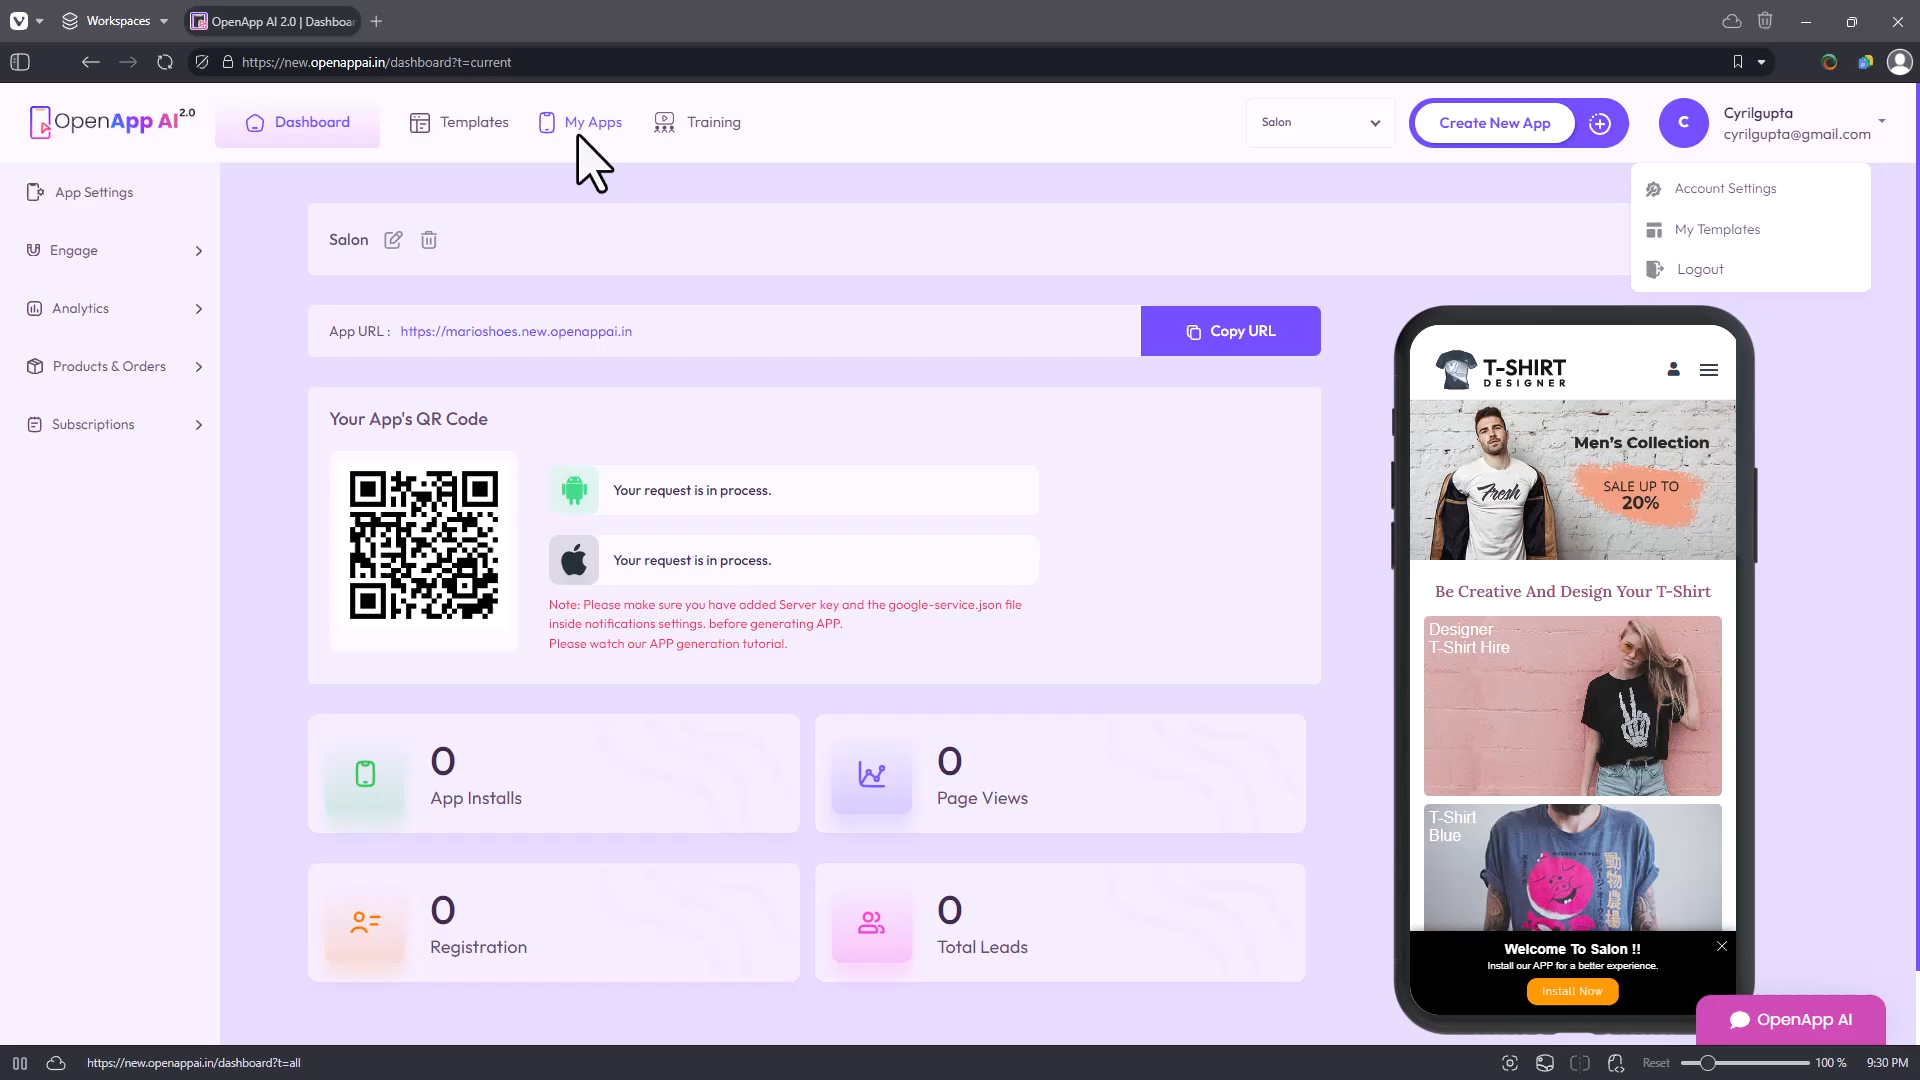 Workspaces
OpenApp AI 2.0 | Dashboar
https://new.openappai.in/dashboard?t=current
OpenApp AI 2.0
Dashboard
Templates
My Apps
Training
Salon
Create New App
C
Cyrilgupta
cyrilgupta@gmail.com
Account Settings
My Templates
Logout
App Settings
Engage
Analytics
Products & Orders
Subscriptions
Salon
App URL : https://marioshoes.new.openappai.in
Copy URL
Your App's QR Code
Your request is in process.
Your request is in process.
Note: Please make sure you have added Server key and the google-service.json file
inside notifications settings. before generating APP.
Please watch our APP generation tutorial.
0
App Installs
0
Page Views
0
Registration
0
Total Leads
T-SHIRT
DESIGNER
Men's Collection
Fresh
SALE UP TO
20%
Be Creative And Design Your T-Shirt
Designer
T-Shirt Hire
T-Shirt
Blue
動物農場
Welcome To Salon !!
Install our APP for a better experience.
Install Now
OpenApp AI
https://new.openappai.in/dashboard?t=all
Reset
100 %
9:30 PM